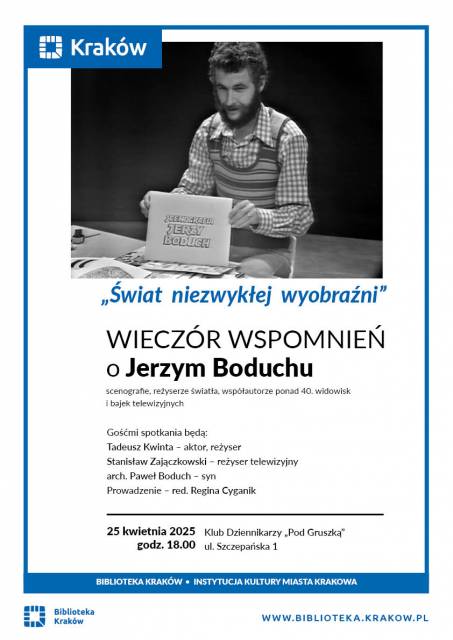 Kraków
SCENOGRAFIA
JERZY
BODUCH
„Świat niezwykłej wyobraźni”
WIECZÓR WSPOMNIEŃ
o Jerzym Boduchu
scenografie, reżyserze światła, współautorze ponad 40. widowisk
i bajek telewizyjnych
Gośćmi spotkania będą:
Tadeusz Kwinta – aktor, reżyser
Stanisław Zajączkowski – reżyser telewizyjny
arch. Paweł Boduch – syn
Prowadzenie – red. Regina Cyganik
25 kwietnia 2025
godz. 18.00
Klub Dziennikarzy „Pod Gruszką”
ul. Szczepańska 1
BIBLIOTEKA KRAKÓW • INSTYTUCJA KULTURY MIASTA KRAKOWA
Biblioteka
Kraków
WWW.BIBLIOTEKA.KRAKOW.PL